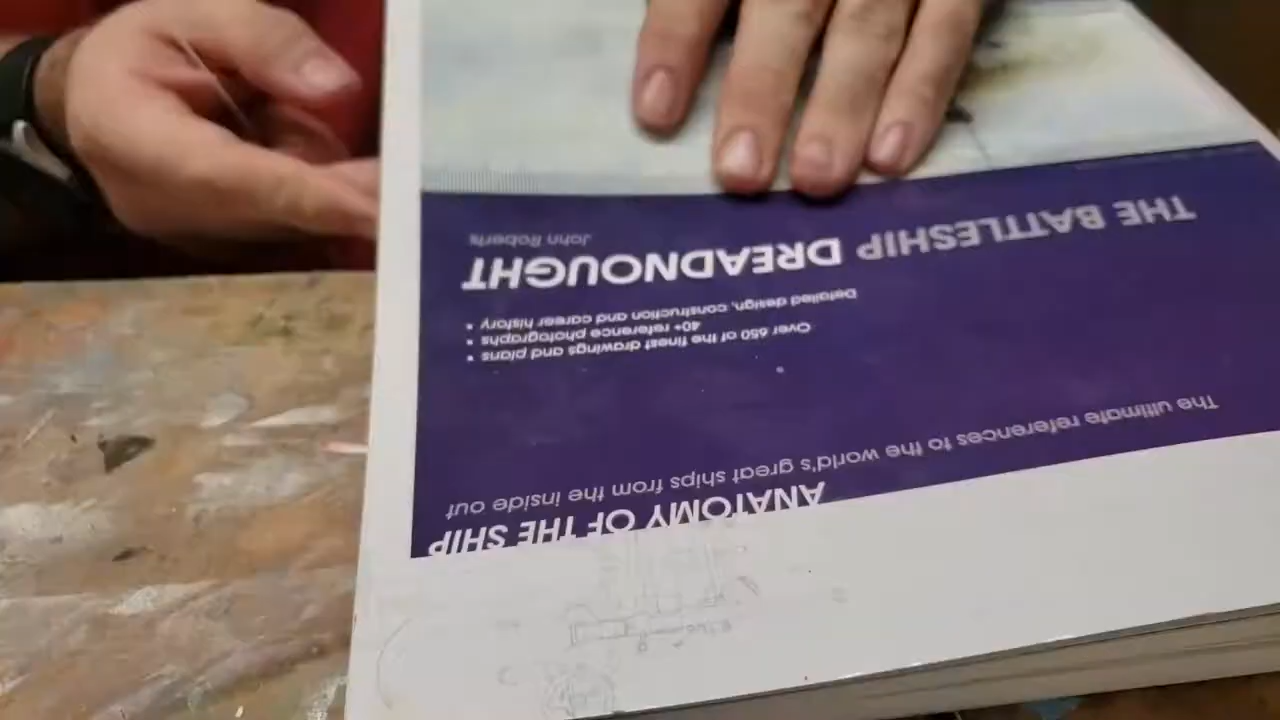 ANATOMY OF THE SHIP
The ultimate references to the world's great ships from the inside out
• Over 650 of the finest drawings and plans
• 40+ reference photographs
• Detailed design, construction and career history
THE BATTLESHIP DREADNOUGHT
John Roberts